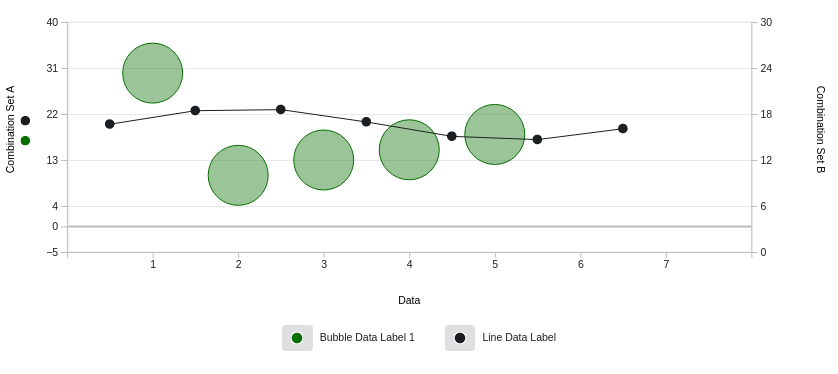 40
31
22
13
4
0
−5
30
24
18
12
6
0
Combination Set A
Combination Set B
1 2 3 4 5 6 7
Data
Bubble Data Label 1 Line Data Label